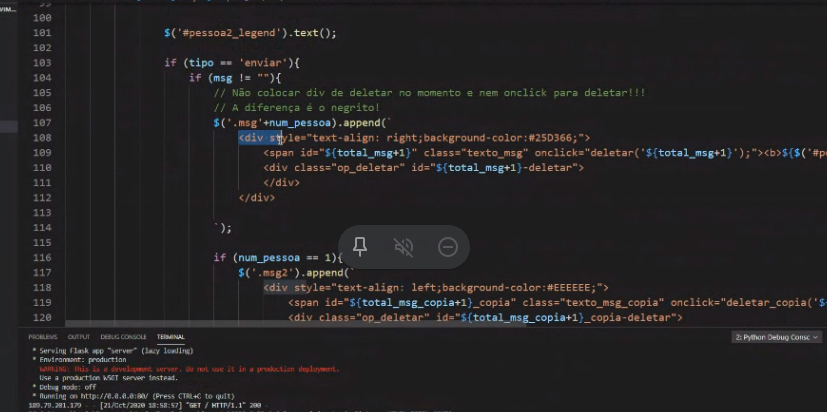 VIM...
99
100
101 $('#pessoa2_legend').text();
102
103 if (tipo == 'enviar'){
104 if (msg != ""){
105 // Não colocar div de deletar no momento e nem onclick para deletar!!!
106 // A diferença é o negrito!
107 $('.msg'+num_pessoa).append(`
108 <div style="text-align: right;background-color:#25D366;">
109 <span id="${total_msg+1}" class="texto_msg" onclick="deletar('${total_msg+1}');"><b>${$('#p
110 <div class="op_deletar" id="${total_msg+1}-deletar">
111 </div>
112 </div>
113
114 `);
115
116 if (num_pessoa == 1){
117 $('.msg2').append(`
118 <div style="text-align: left;background-color:#EEEEEE;">
119 <span id="${total_msg_copia+1}_copia" class="texto_msg_copia" onclick="deletar_copia('$
120 <div class="op_deletar" id="${total_msg_copia+1}_copia-deletar">
PROBLEMS OUTPUT DEBUG CONSOLE TERMINAL 2: Python Debug Consc
* Serving Flask app "server" (lazy loading)
* Environment: production
WARNING: This is a development server. Do not use it in a production deployment.
Use a production WSGI server instead.
* Debug mode: off
* Running on http://0.0.0.0:80/ (Press CTRL+C to quit)
189.79.201.179 - - [21/Oct/2020 18:58:57] "GET / HTTP/1.1" 200 -